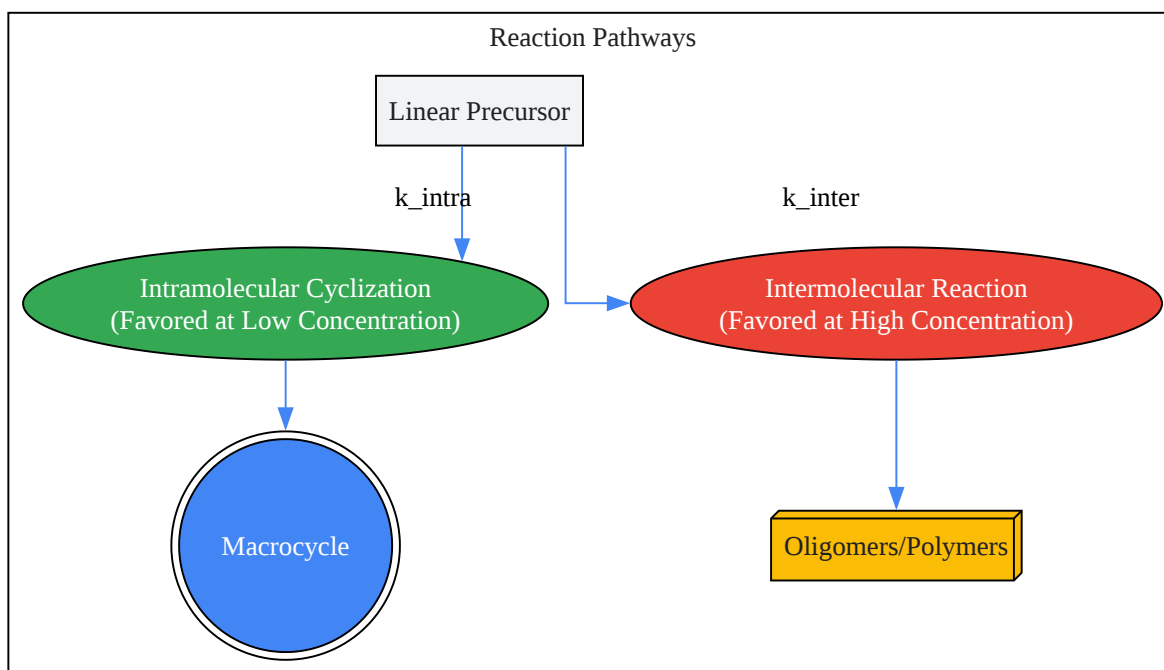 Reaction Pathways
Linear Precursor
k_intra
k_inter
Intramolecular Cyclization
(Favored at Low Concentration)
Intermolecular Reaction
(Favored at High Concentration)
Macrocycle
Oligomers/Polymers